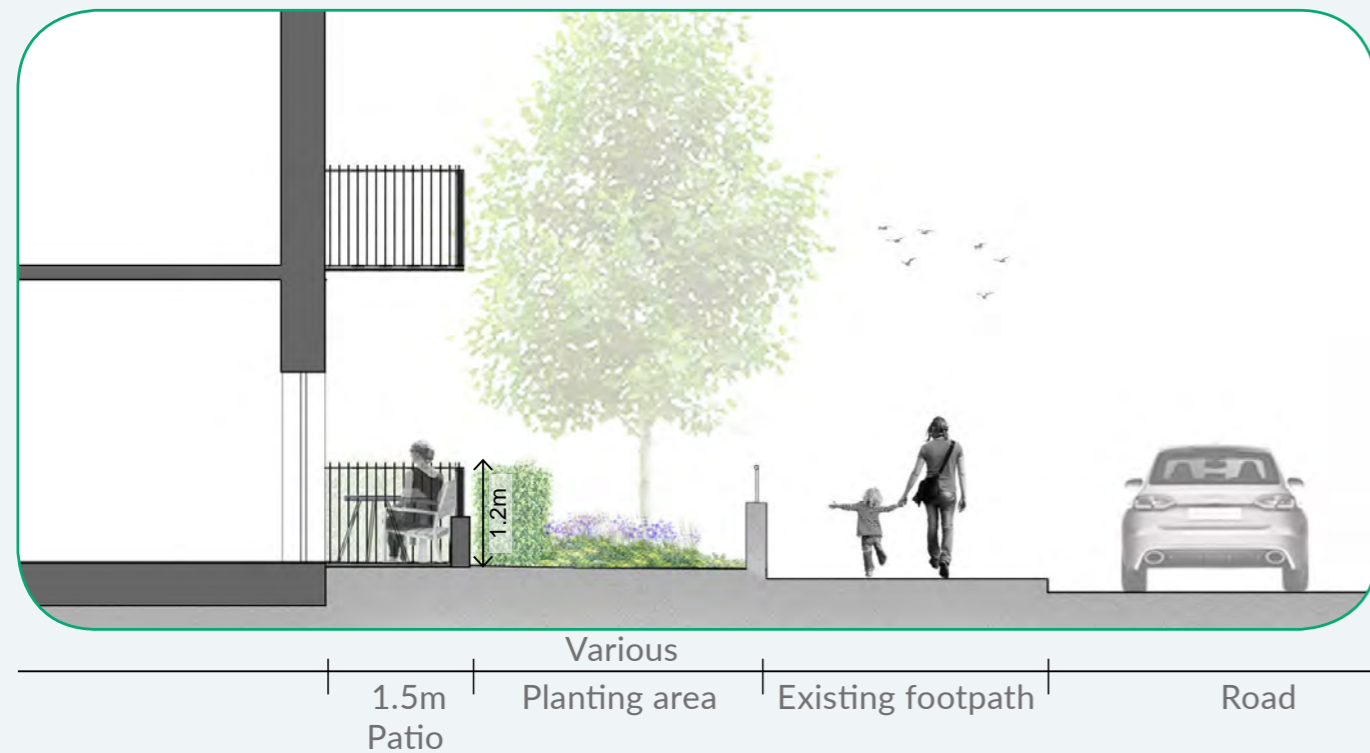 1.2m
Various
1.5m
Patio
Planting area
Existing footpath
Road